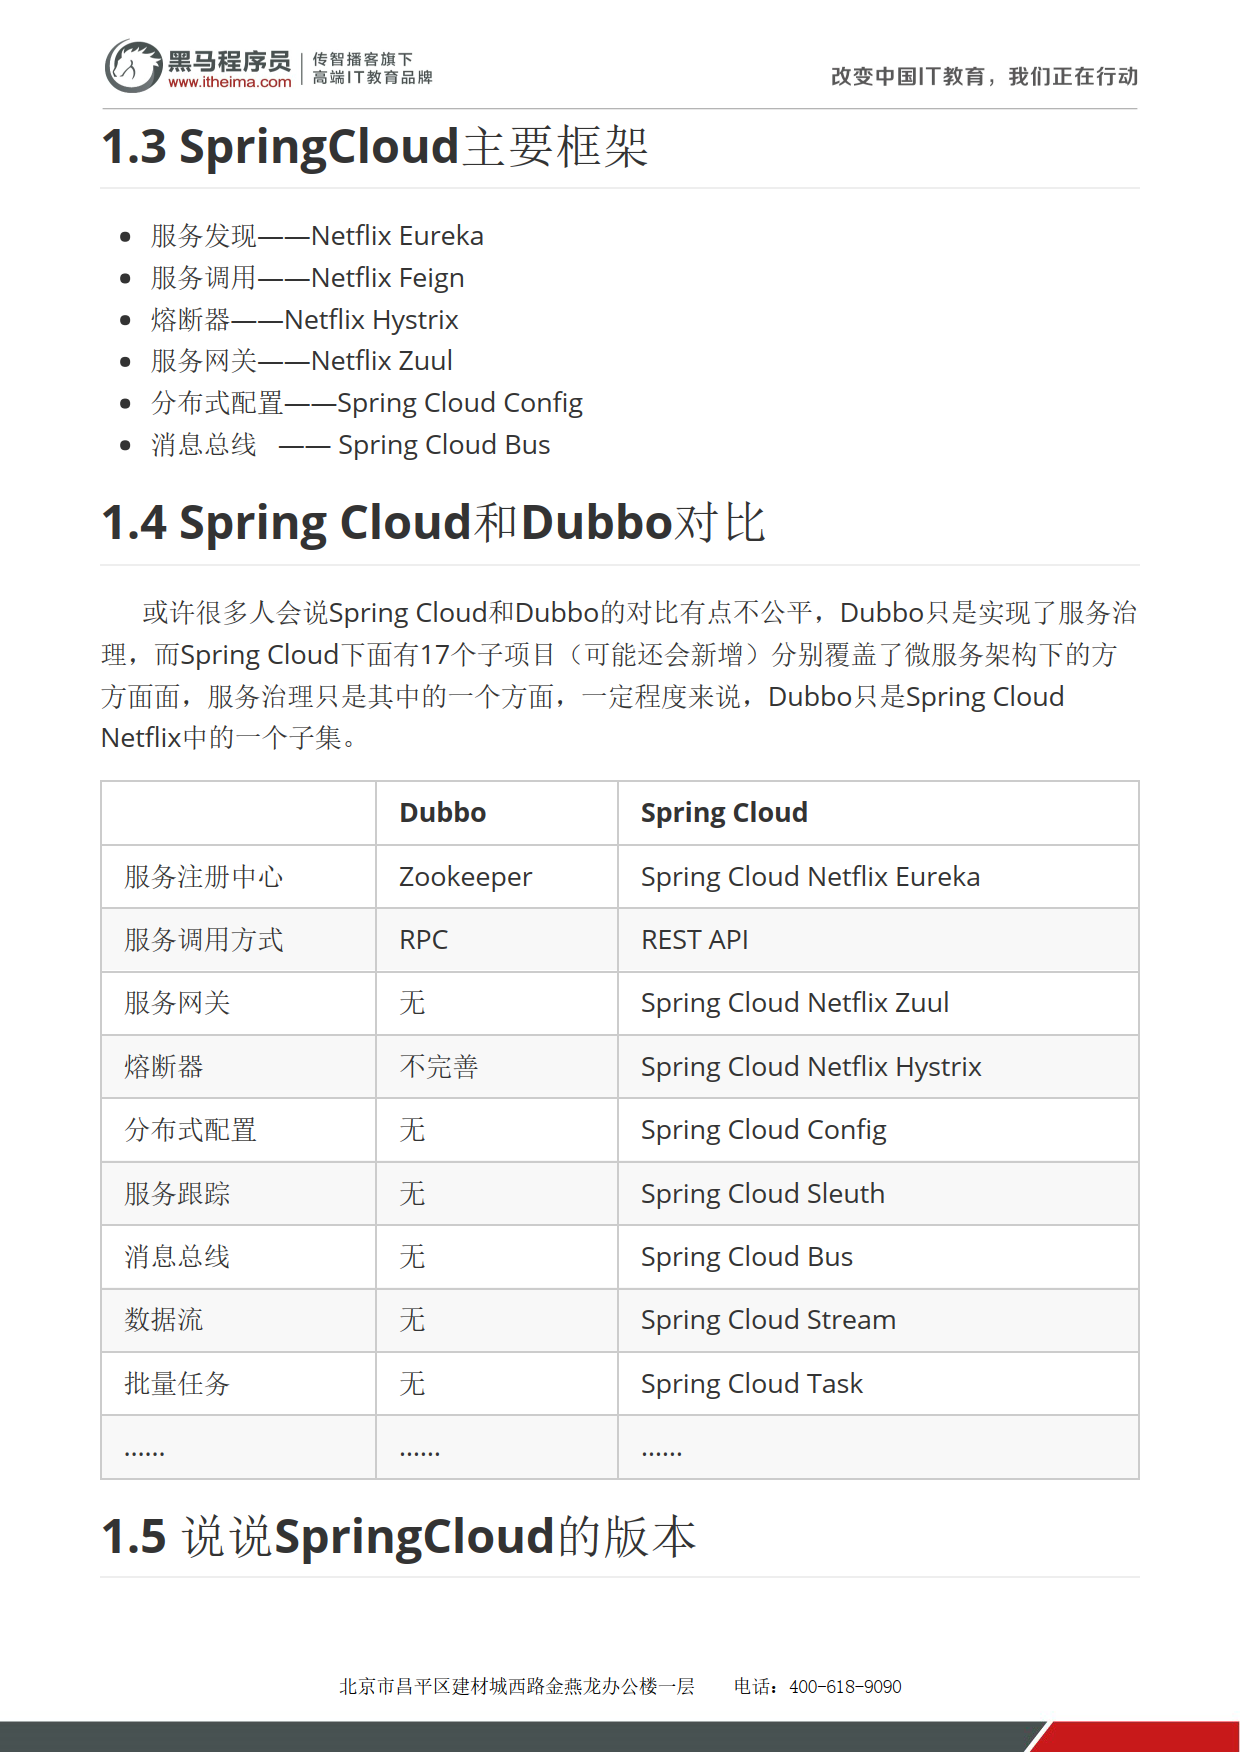 黑马程序员
www.itheima.com
传智播客旗下
高端IT教育品牌
改变中国IT教育，我们正在行动
1.3 SpringCloud主要框架
• 服务发现——Netflix Eureka
• 服务调用——Netflix Feign
• 熔断器——Netflix Hystrix
• 服务网关——Netflix Zuul
• 分布式配置——Spring Cloud Config
• 消息总线 —— Spring Cloud Bus
1.4 Spring Cloud和Dubbo对比
或许很多人会说Spring Cloud和Dubbo的对比有点不公平，Dubbo只是实现了服务治
理，而Spring Cloud下面有17个子项目（可能还会新增）分别覆盖了微服务架构下的方
方面面，服务治理只是其中的一个方面，一定程度来说，Dubbo只是Spring Cloud
Netflix中的一个子集。
Dubbo Spring Cloud
服务注册中心 Zookeeper Spring Cloud Netflix Eureka
服务调用方式 RPC REST API
服务网关 无 Spring Cloud Netflix Zuul
熔断器 不完善 Spring Cloud Netflix Hystrix
分布式配置 无 Spring Cloud Config
服务跟踪 无 Spring Cloud Sleuth
消息总线 无 Spring Cloud Bus
数据流 无 Spring Cloud Stream
批量任务 无 Spring Cloud Task
...... ...... ......
1.5 说说SpringCloud的版本
北京市昌平区建材城西路金燕龙办公楼一层 电话：400-618-9090